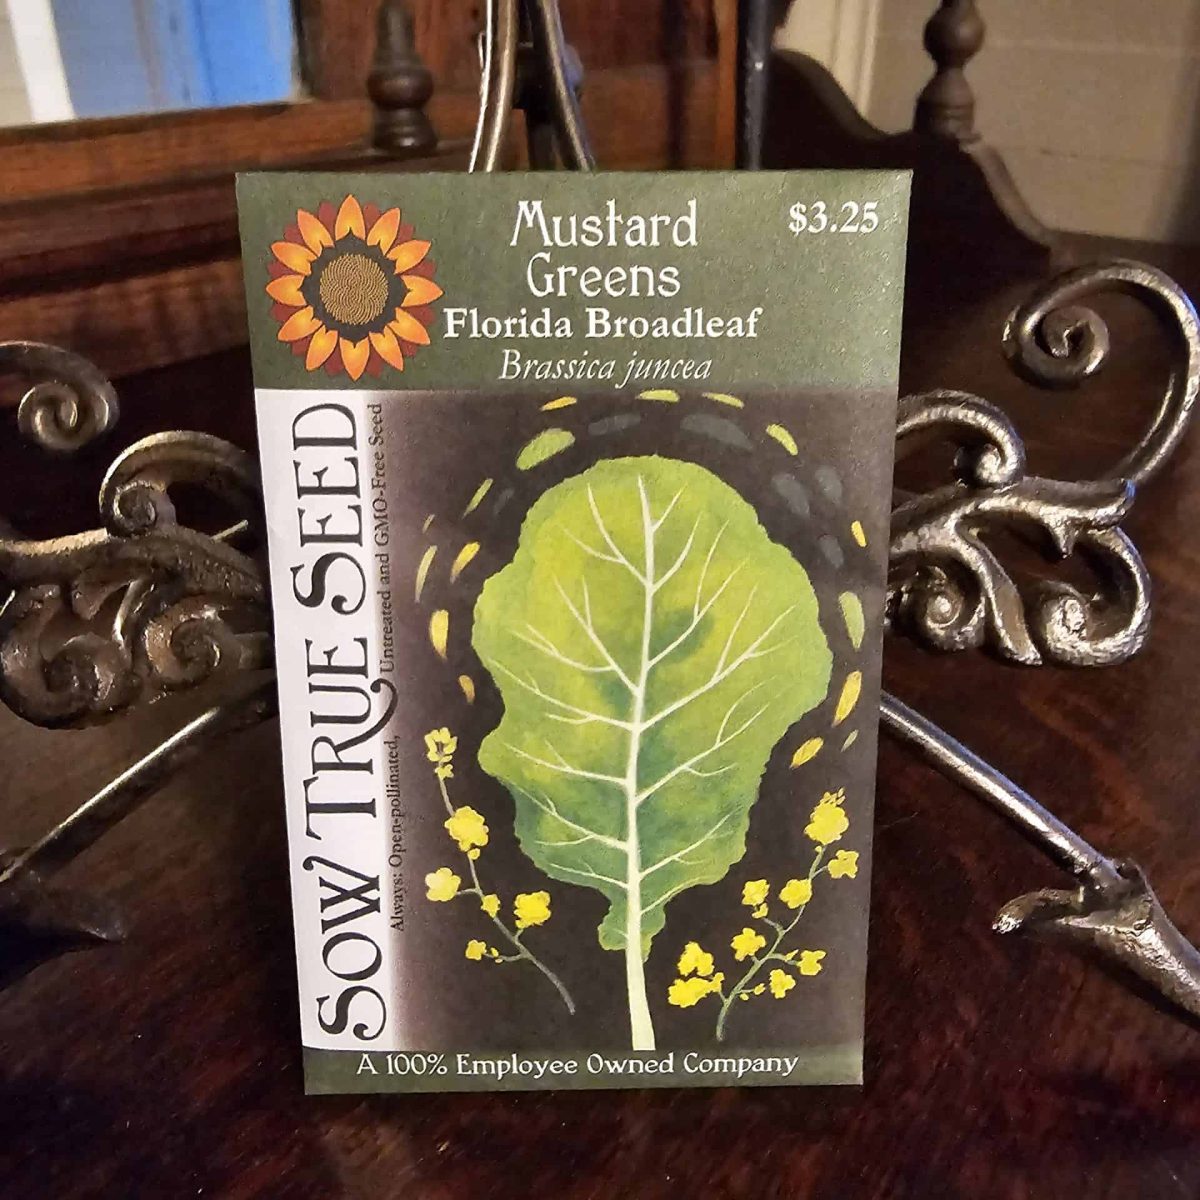 Mustard
Greens
$3.25
Florida Broadleaf
Brassica juncea
SOW TRUE SEED
Always: Open-pollinated, Untreated and GMO-Free Seed
A 100% Employee Owned Company